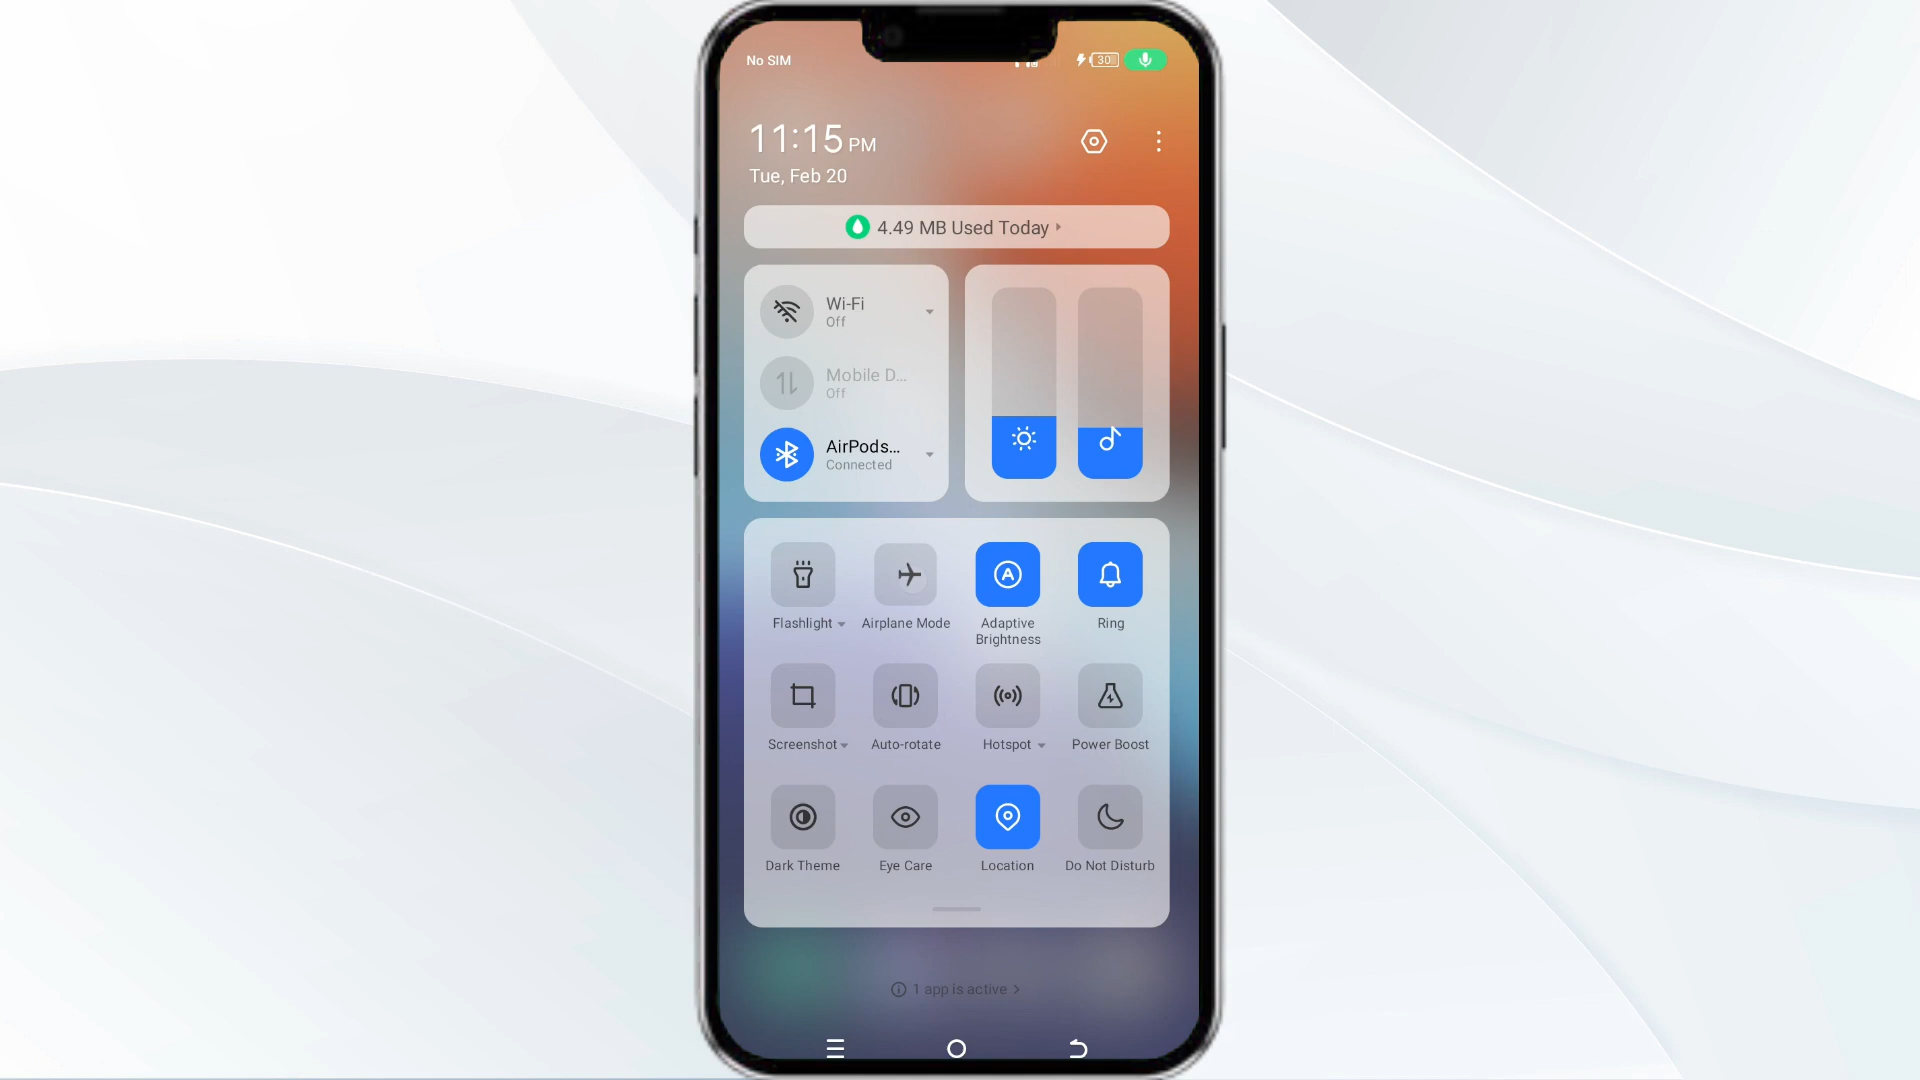 No SIM
30
11:15 PM
Tue, Feb 20
4.49 MB Used Today
Wi-Fi
Off
Mobile D...
Off
AirPods...
Connected
Flashlight
Airplane Mode
Adaptive
Brightness
Ring
Screenshot
Auto-rotate
Hotspot
Power Boost
Dark Theme
Eye Care
Location
Do Not Disturb
1 app is active